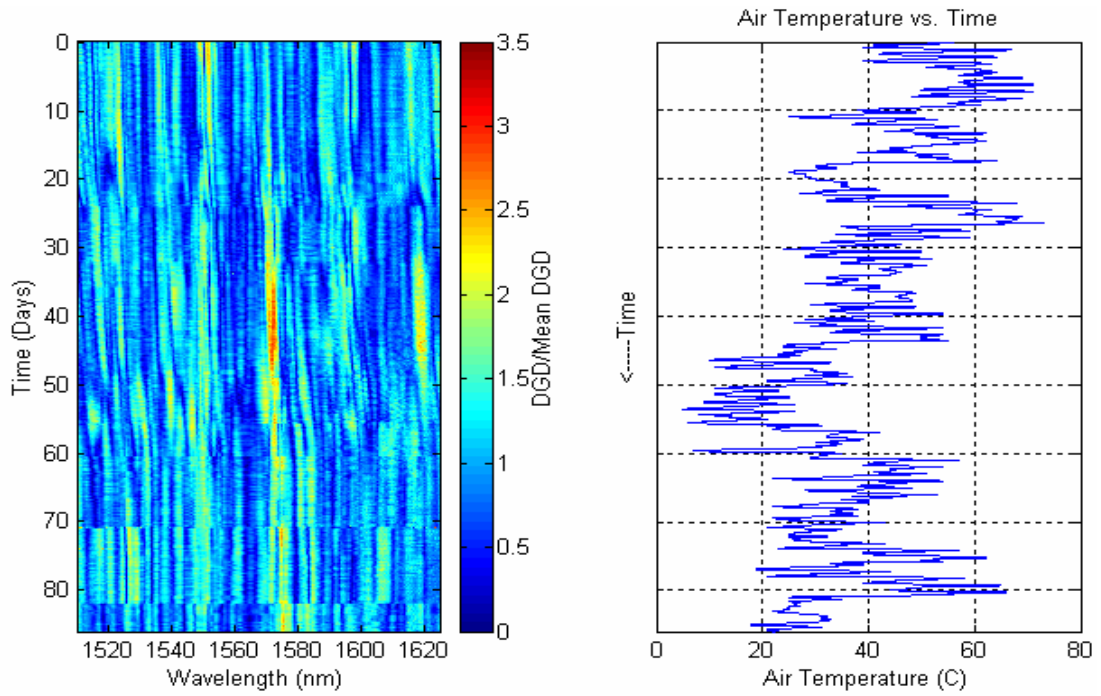 0
10
20
30
40
50
60
70
80
Time (Days)
1520 1540 1560 1580 1600 1620
Wavelength (nm)
3.5
3
2.5
2
1.5
1
0.5
0
DGD/Mean DGD
Air Temperature vs. Time
<----Time
0 20 40 60 80
Air Temperature (C)